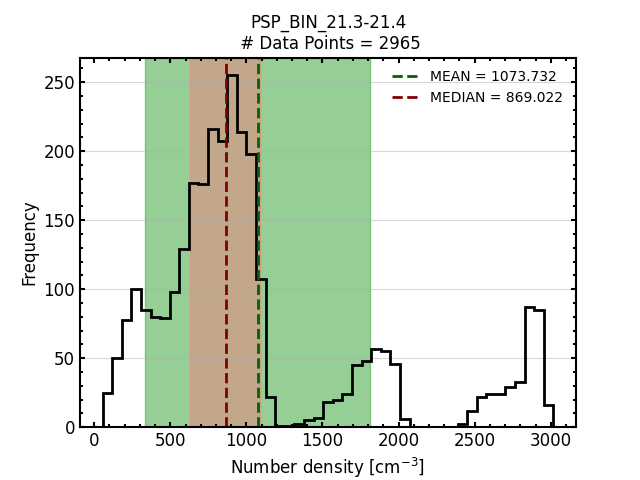 PSP_BIN_21.3-21.4
# Data Points = 2965
MEAN = 1073.732
MEDIAN = 869.022
Frequency
250
200
150
100
50
0
0 500 1000 1500 2000 2500 3000
Number density [cm⁻³]